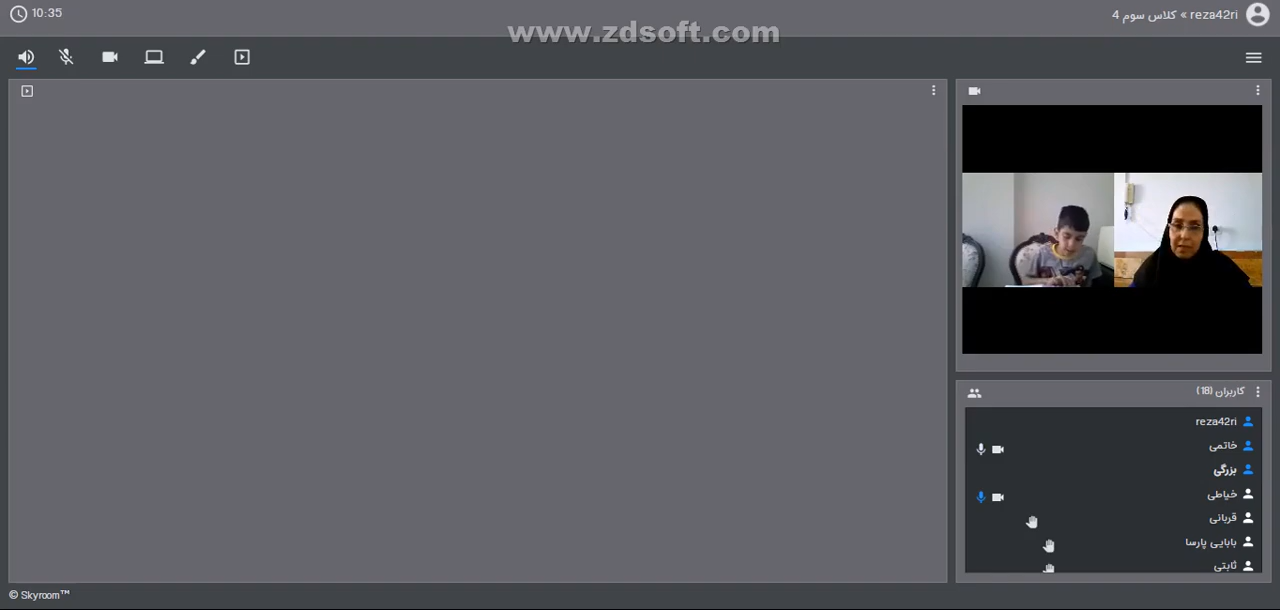 10:35
www.zdsoft.com
reza42ri » کلاس سوم 4
کاربران (18)
reza42ri
خاتمی
بزرگی
خیاطی
قربانی
بابایی پارسا
ثابتی
© Skyroom™